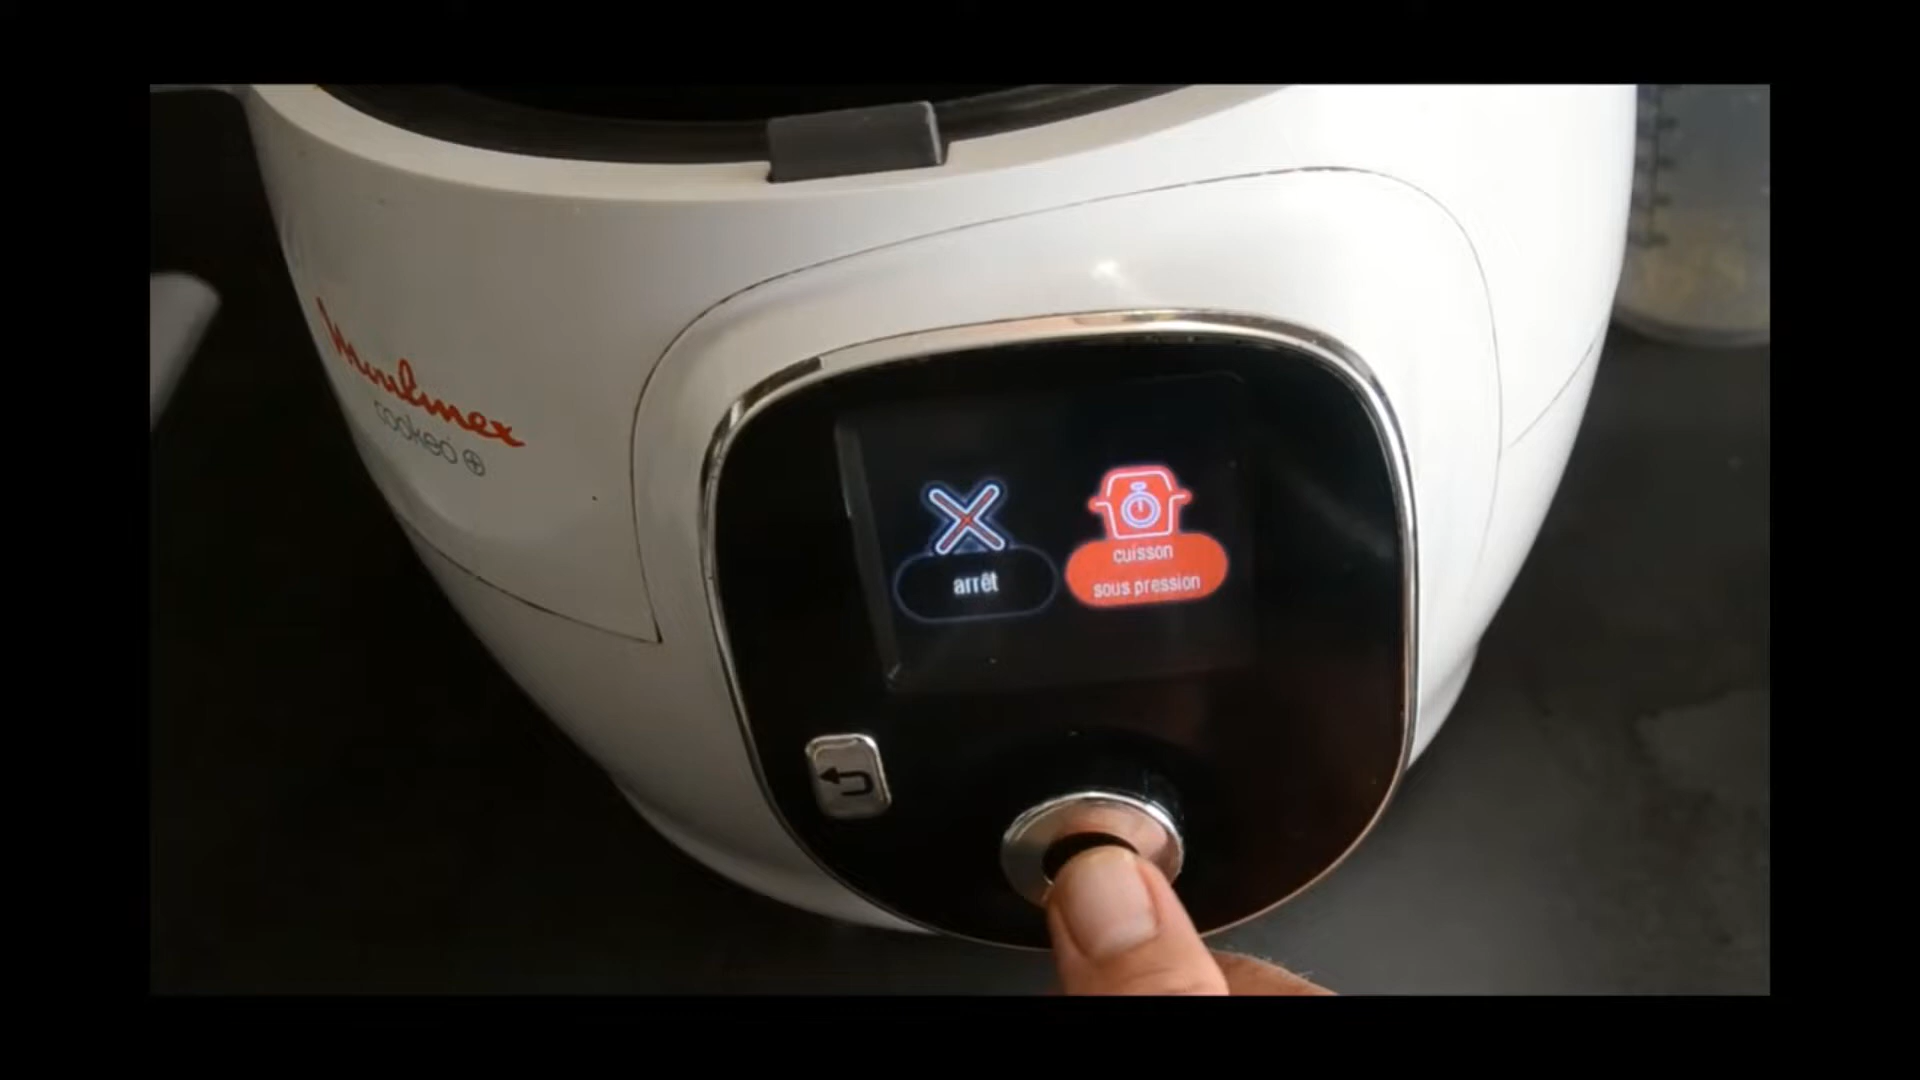 Moulinex
cookeo
arrêt
cuisson
sous pression